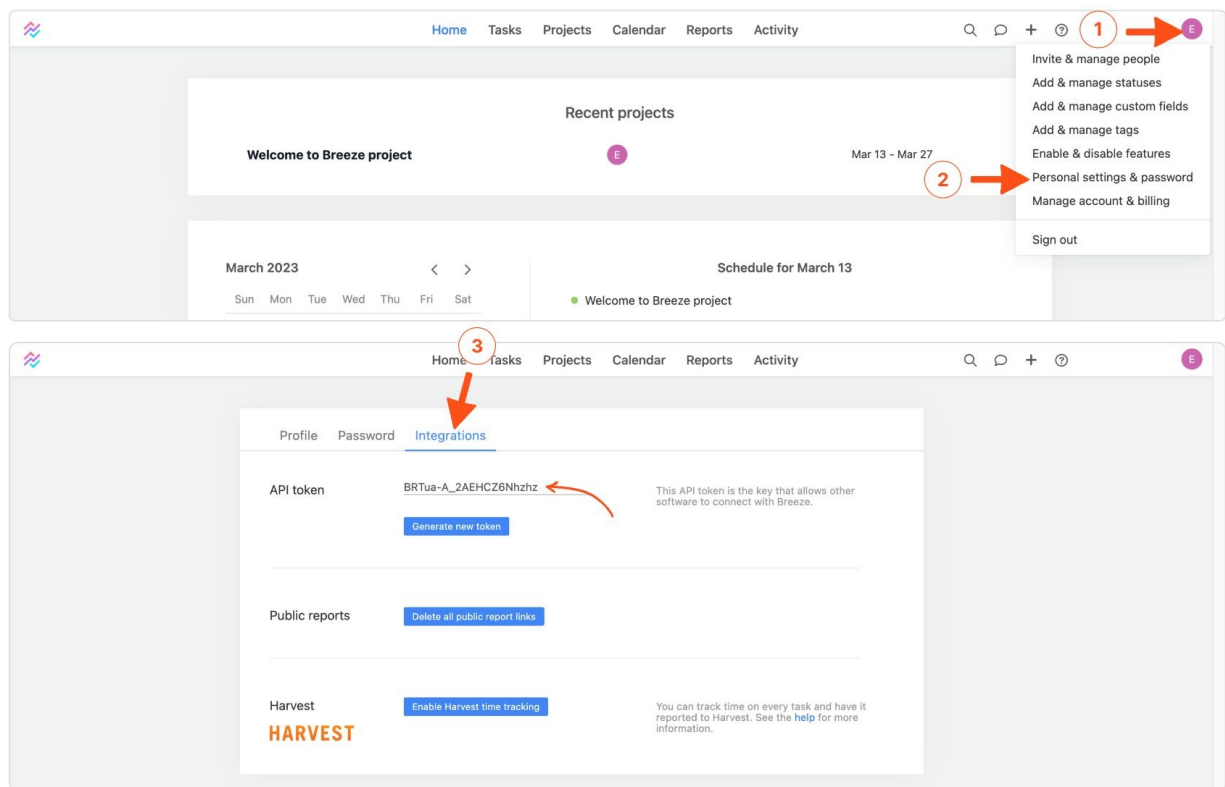 Home Tasks Projects Calendar Reports Activity 1 E
Invite & manage people
Add & manage statuses
Add & manage custom fields
Add & manage tags
Enable & disable features
2 Personal settings & password
Manage account & billing
Sign out
Recent projects
Welcome to Breeze project E Mar 13 - Mar 27
March 2023
Sun Mon Tue Wed Thu Fri Sat
Schedule for March 13
Welcome to Breeze project
3
Home Tasks Projects Calendar Reports Activity E
Profile Password Integrations
API token BRTua-A_2AEHCZ6Nhzhz
This API token is the key that allows other
software to connect with Breeze.
Generate new token
Public reports Delete all public report links
Harvest Enable Harvest time tracking
HARVEST
You can track time on every task and have it
reported to Harvest. See the help for more
information.